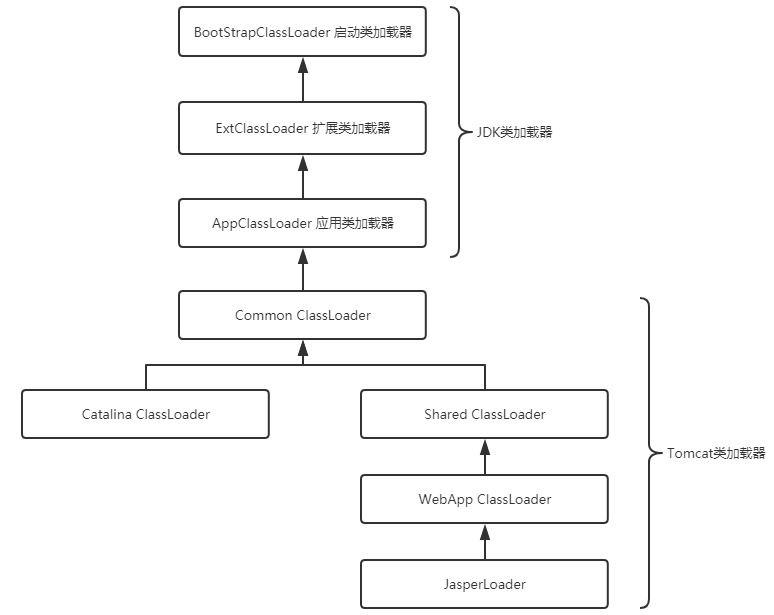 BootStrapClassLoader 启动类加载器
ExtClassLoader 扩展类加载器
JDK类加载器
AppClassLoader 应用类加载器
Common ClassLoader
Catalina ClassLoader
Shared ClassLoader
Tomcat类加载器
WebApp ClassLoader
JasperLoader